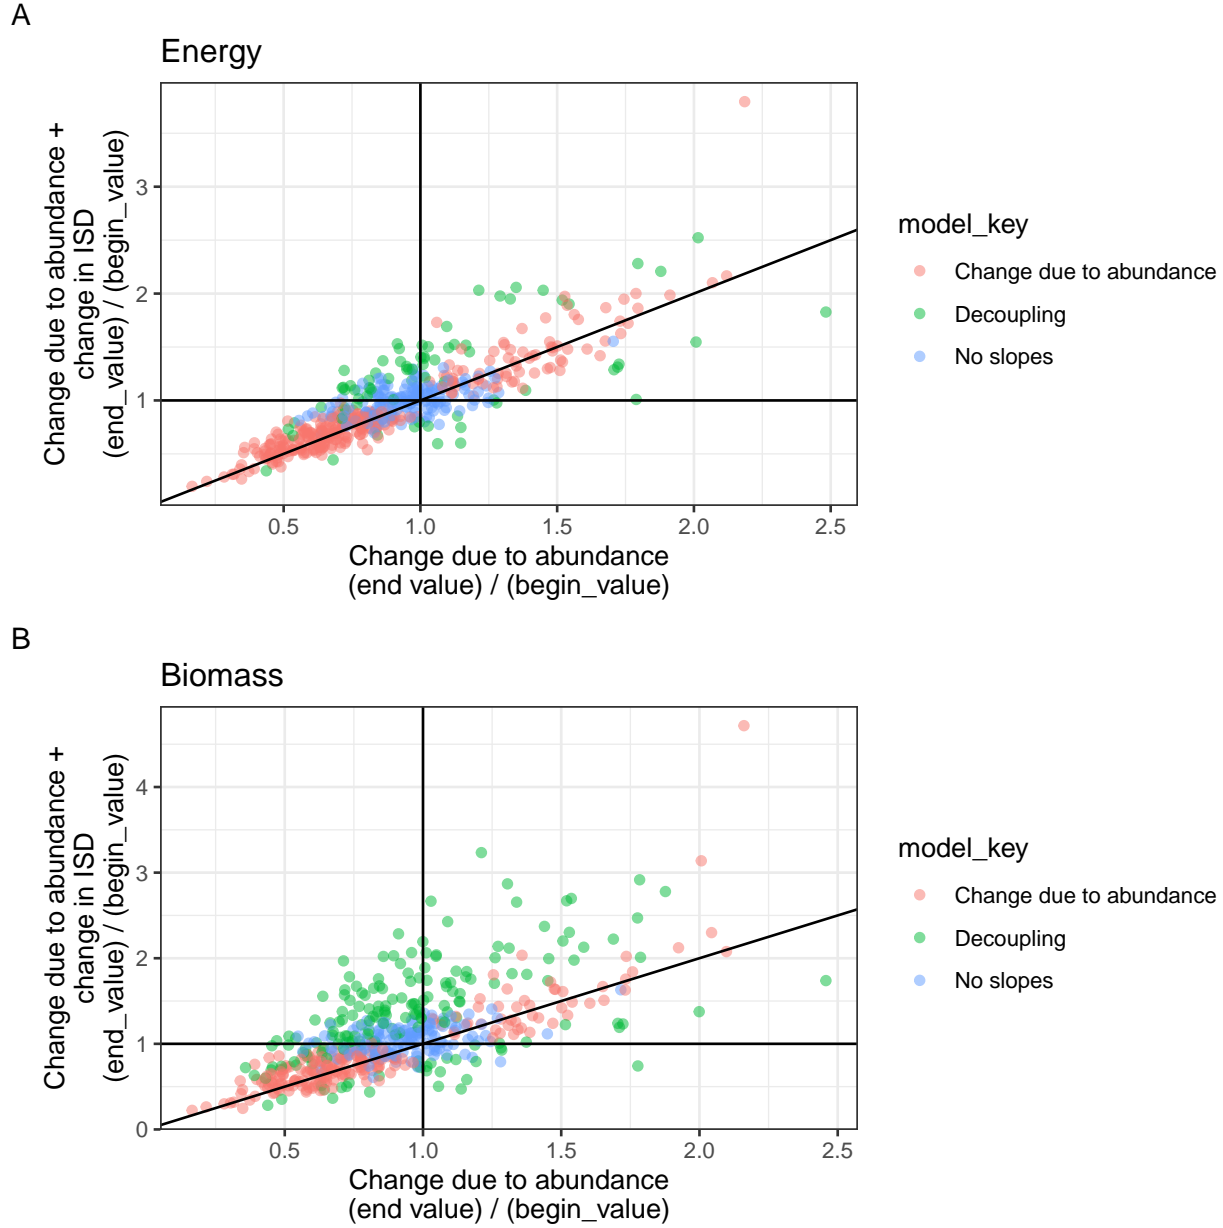 A
Energy
Change due to abundance +
change in ISD
(end_value) / (begin_value)
3
2
1
0.5
1.0
1.5
2.0
2.5
Change due to abundance
(end value) / (begin_value)
model_key
Change due to abundance
Decoupling
No slopes
B
Biomass
Change due to abundance +
change in ISD
(end_value) / (begin_value)
4
3
2
1
0
0.5
1.0
1.5
2.0
2.5
Change due to abundance
(end value) / (begin_value)
model_key
Change due to abundance
Decoupling
No slopes